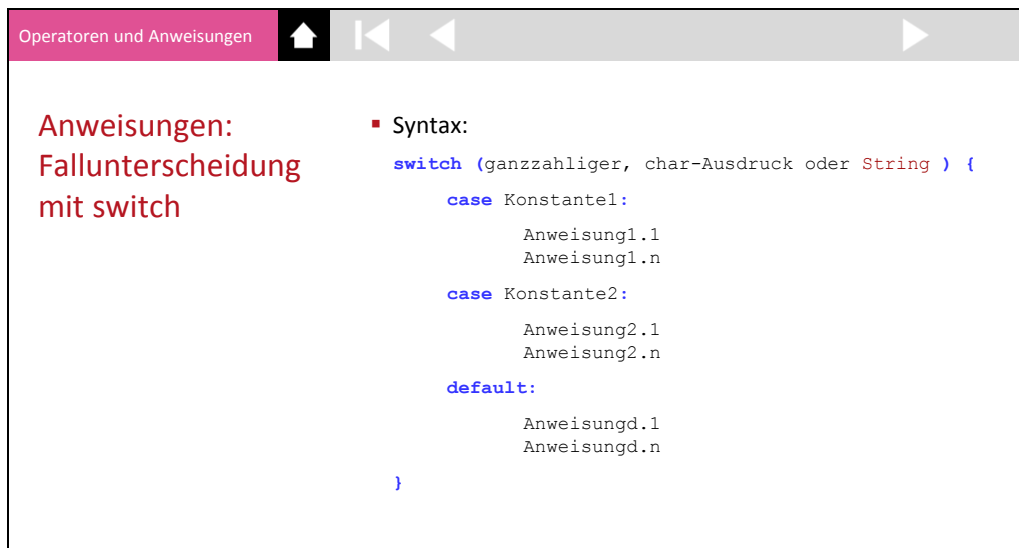 Operatoren und Anweisungen
Anweisungen:
Fallunterscheidung
mit switch
Syntax:
switch (ganzzahliger, char-Ausdruck oder String ) {
case Konstante1:
Anweisung1.1
Anweisung1.n
case Konstante2:
Anweisung2.1
Anweisung2.n
default:
Anweisungd.1
Anweisungd.n
}